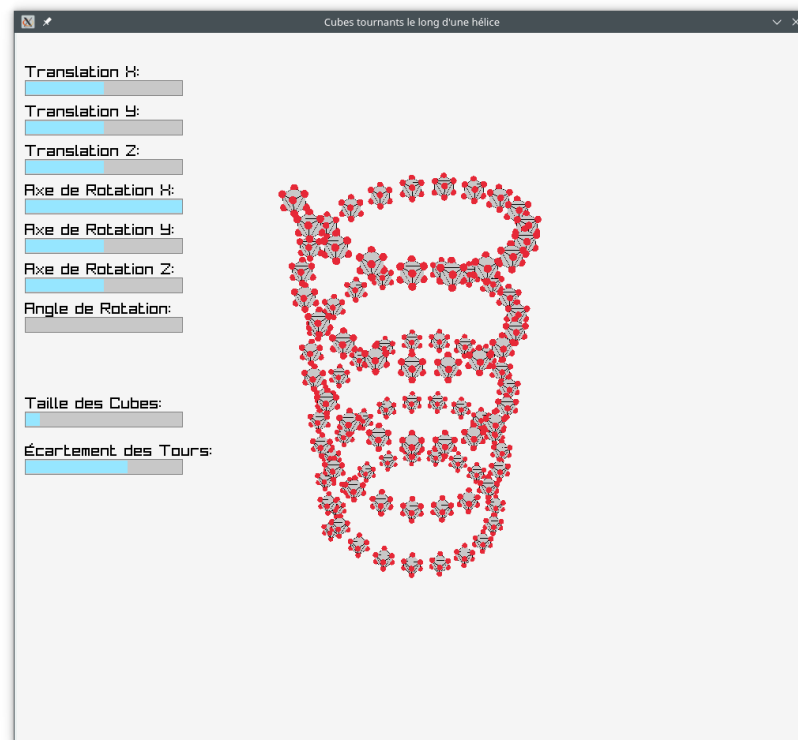 Cubes tournants le long d'une hélice
Translation X:
Translation Y:
Translation Z:
Axe de Rotation X:
Axe de Rotation Y:
Axe de Rotation Z:
Angle de Rotation:
Taille des Cubes:
Écartement des Tours: